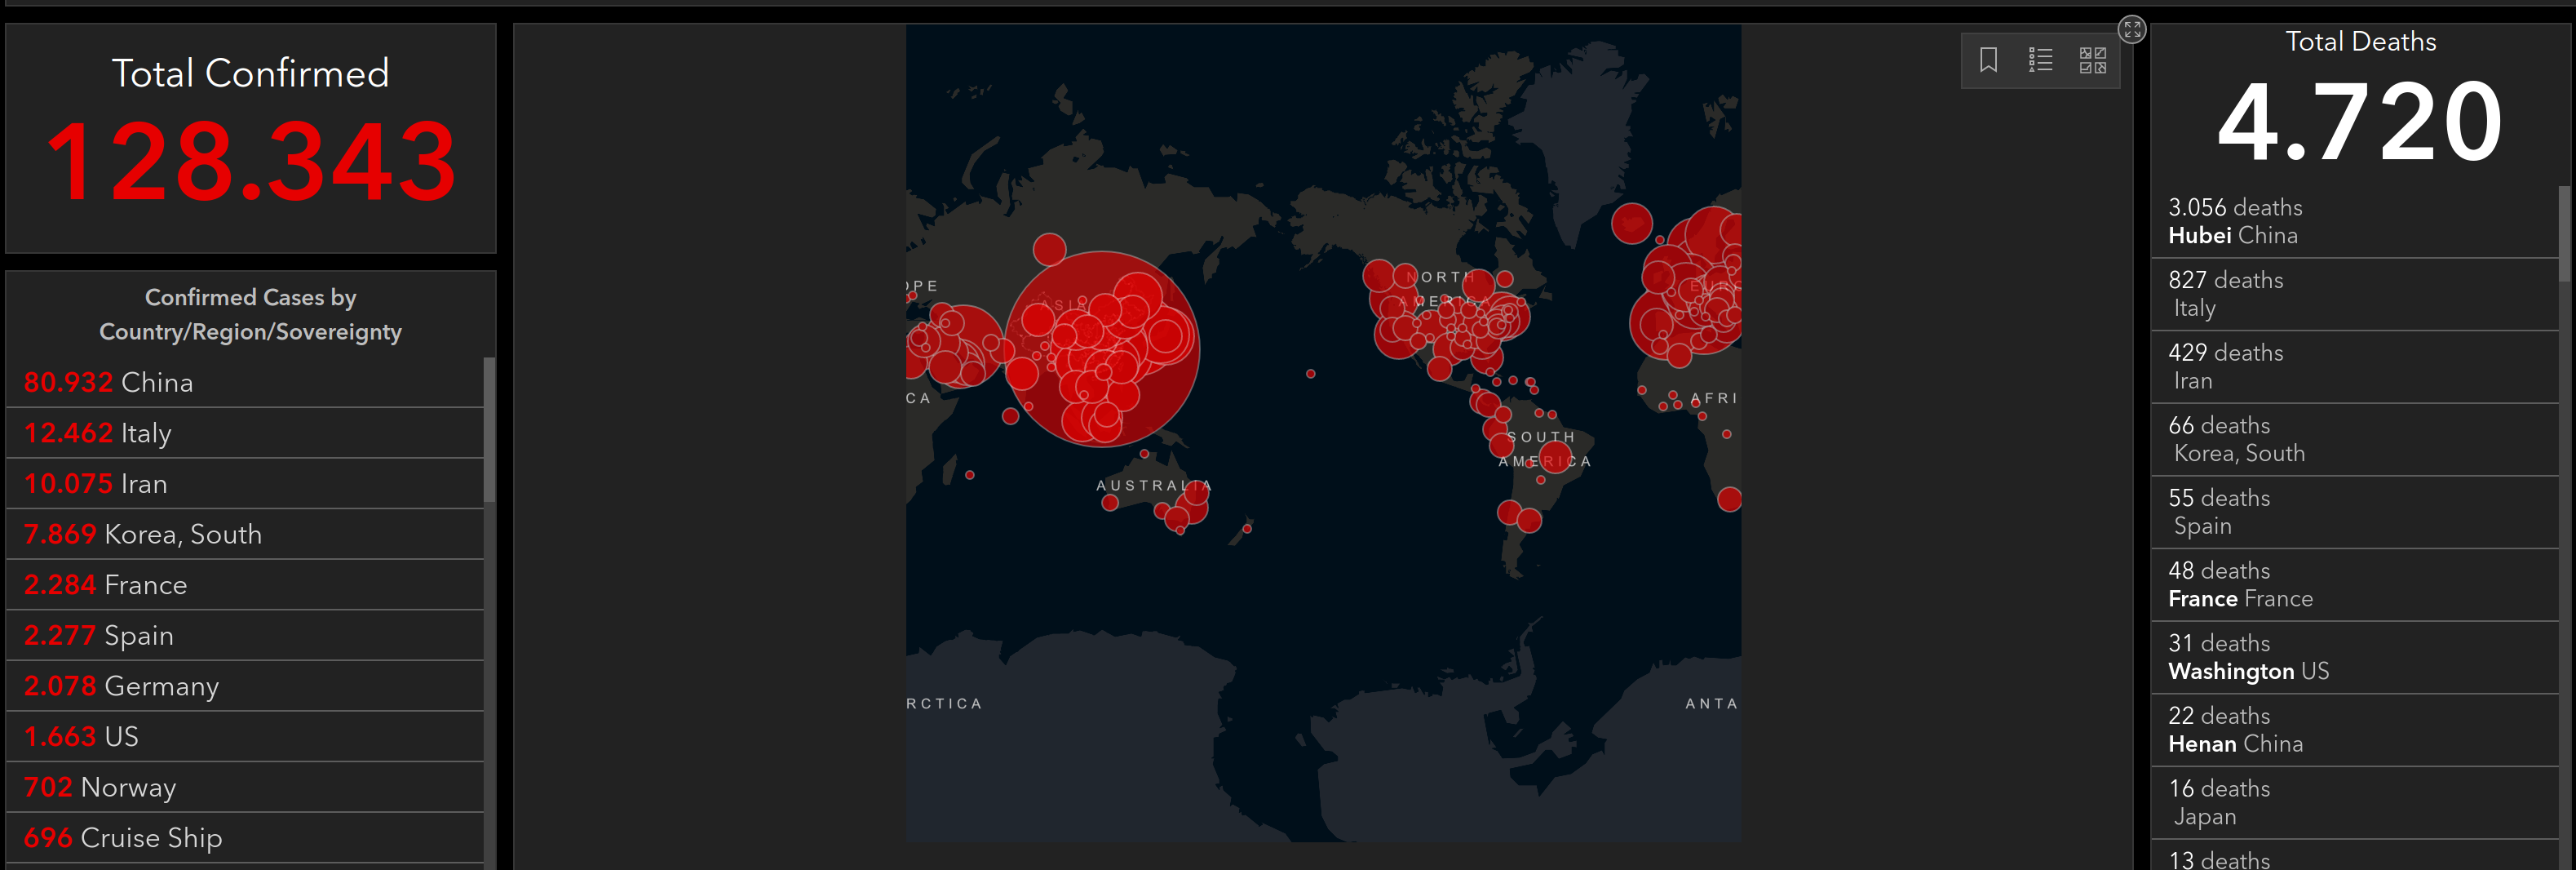 Total Confirmed
128.343
Confirmed Cases by
Country/Region/Sovereignty
80.932 China
12.462 Italy
10.075 Iran
7.869 Korea, South
2.284 France
2.277 Spain
2.078 Germany
1.663 US
702 Norway
696 Cruise Ship
OPE
ASIA
CA
AUSTRALIA
RCTICA
NORTH
AMERICA
SOUTH
AMERICA
EUR
AFRI
ANTA
Total Deaths
4.720
3.056 deaths
Hubei China
827 deaths
Italy
429 deaths
Iran
66 deaths
Korea, South
55 deaths
Spain
48 deaths
France France
31 deaths
Washington US
22 deaths
Henan China
16 deaths
Japan
13 deaths